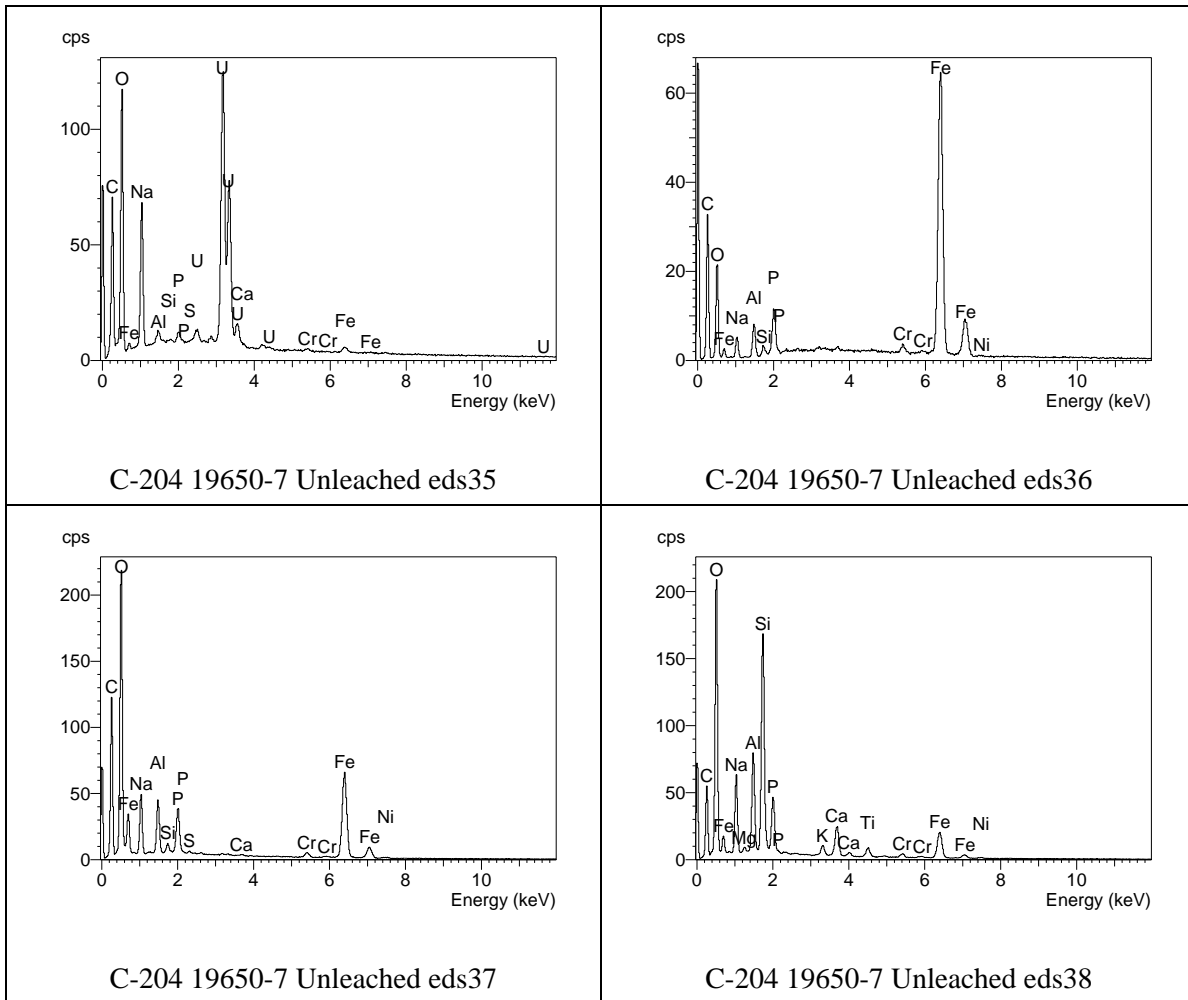 cps
O
U
100
C
Na
U
50
U
P
Si
S
Ca
Al
U
Fe
P
U
Cr
Cr
Fe
Fe
U
0
0 2 4 6 8 10
Energy (keV)
C-204 19650-7 Unleached eds35
cps
Fe
60
40
C
O
20
P
Al
Na
P
Fe
Si
Fe
Cr
Cr
Ni
0
0 2 4 6 8 10
Energy (keV)
C-204 19650-7 Unleached eds36
cps
O
200
150
C
100
Al
Fe
P
Na
50
P
Fe
Si
S
Ca
Cr
Cr
Fe
Ni
0
0 2 4 6 8 10
Energy (keV)
C-204 19650-7 Unleached eds37
cps
O
200
Si
150
100
Al
Na
C
P
50
Fe
Mg
P
K
Ca
Ca
Ti
Cr
Cr
Fe
Fe
Ni
0
0 2 4 6 8 10
Energy (keV)
C-204 19650-7 Unleached eds38